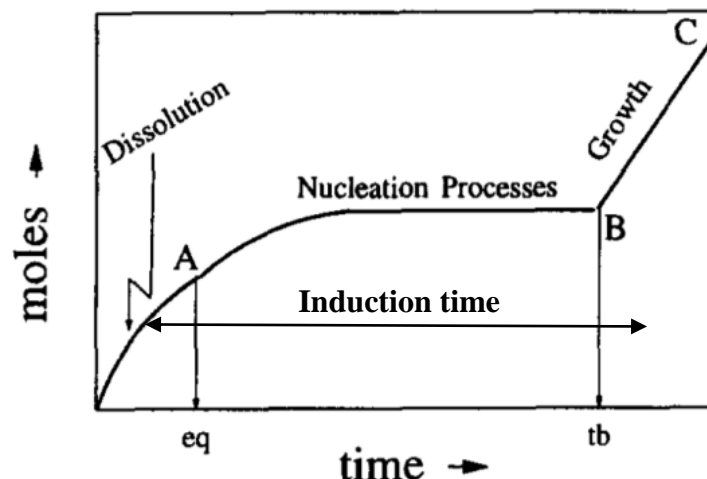 C
Dissolution
Growth
Nucleation Processes
A
B
Induction time
moles
eq
tb
time